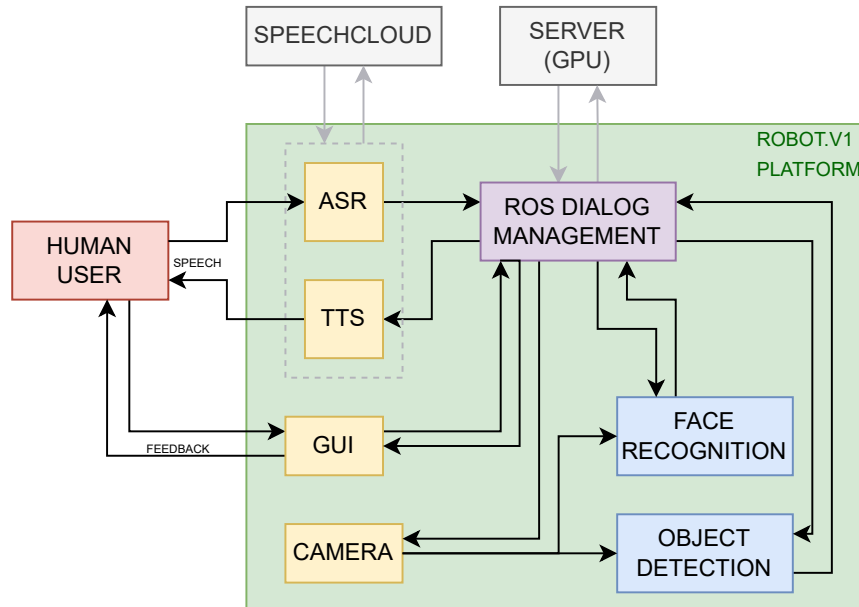 SPEECHCLOUD
SERVER
(GPU)
ROBOT.V1
PLATFORM
ASR
ROS DIALOG
MANAGEMENT
HUMAN
USER
SPEECH
TTS
GUI
FEEDBACK
FACE
RECOGNITION
CAMERA
OBJECT
DETECTION